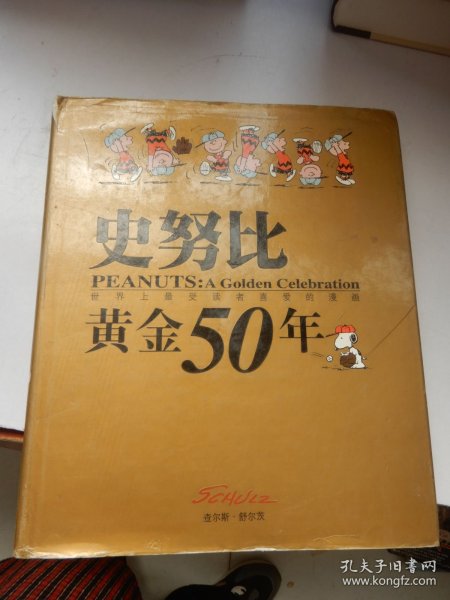 史努比
PEANUTS: A Golden Celebration
世界上最受读者喜爱的漫画
黄金50年
SCHULZ
查尔斯·舒尔茨
孔夫子旧书网
www.kongfz.com